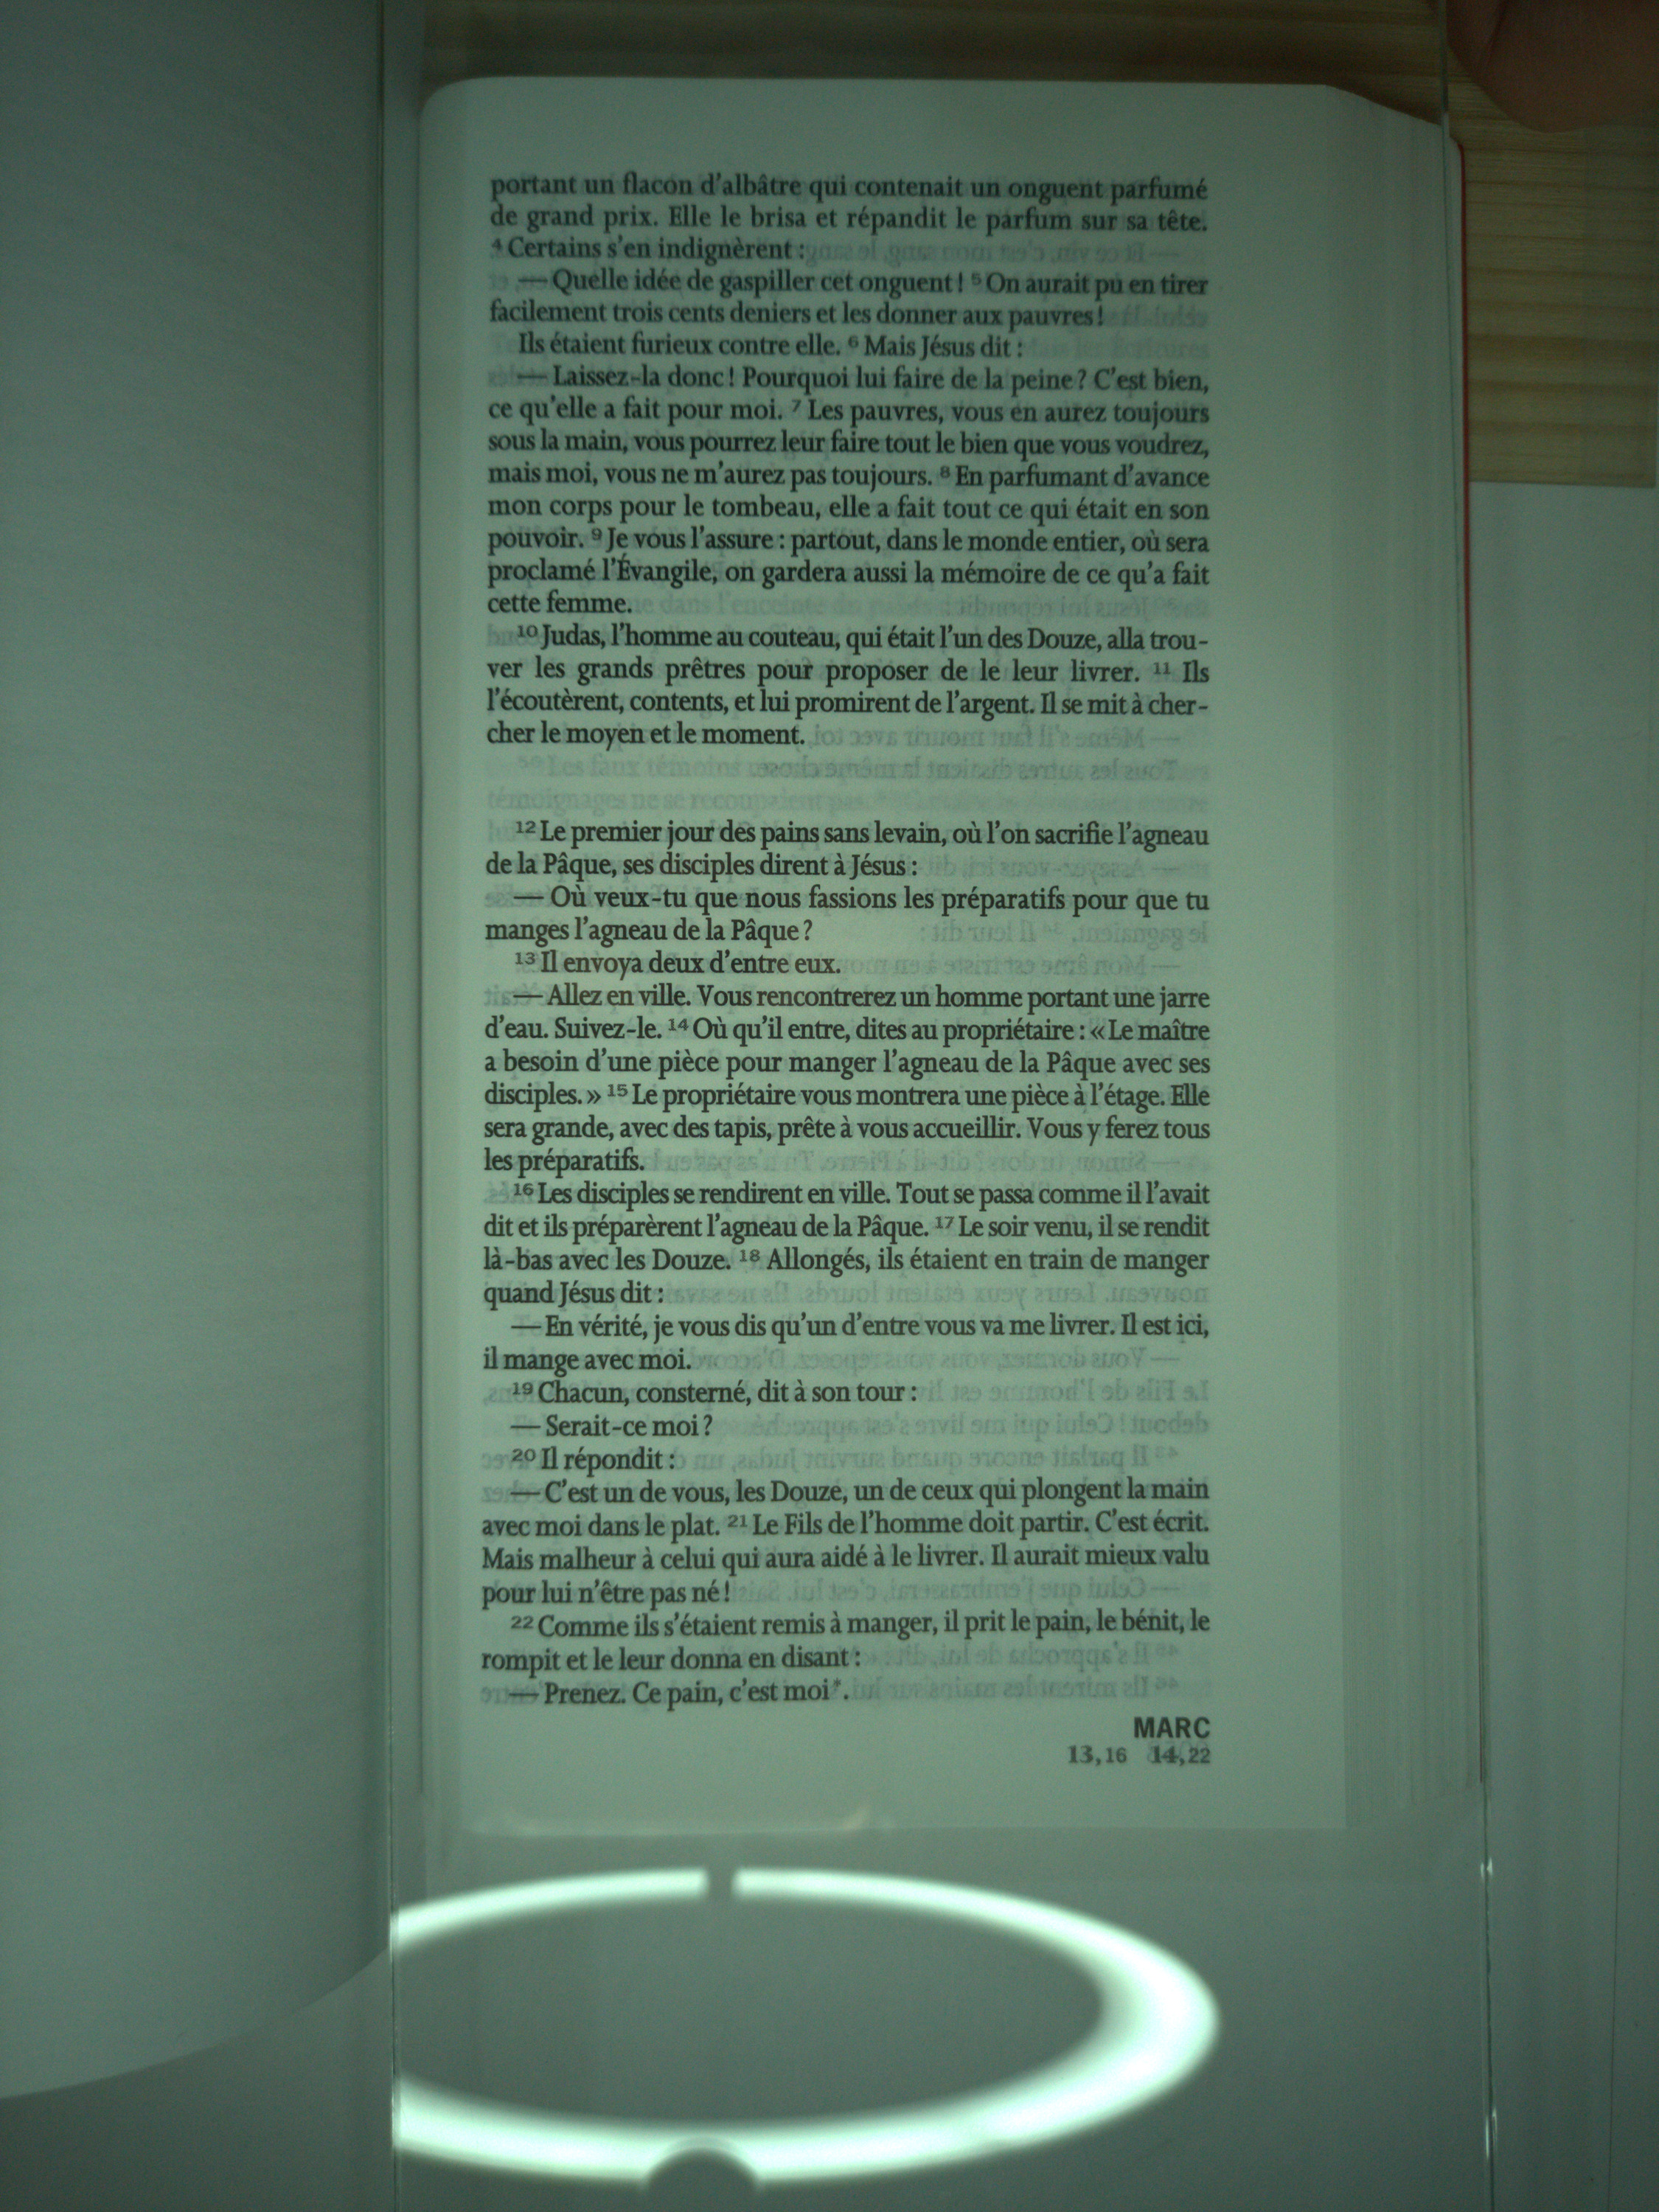 portant un flacon d'albâtre qui contenait un onguent parfumé
de grand prix. Elle le brisa et répandit le parfum sur sa tête.
⁴ Certains s'en indignèrent :
— Quelle idée de gaspiller cet onguent ! ⁵ On aurait pu en tirer
facilement trois cents deniers et les donner aux pauvres !
Ils étaient furieux contre elle. ⁶ Mais Jésus dit :
— Laissez-la donc ! Pourquoi lui faire de la peine ? C'est bien,
ce qu'elle a fait pour moi. ⁷ Les pauvres, vous en aurez toujours
sous la main, vous pourrez leur faire tout le bien que vous voudrez,
mais moi, vous ne m'aurez pas toujours. ⁸ En parfumant d'avance
mon corps pour le tombeau, elle a fait tout ce qui était en son
pouvoir. ⁹ Je vous l'assure : partout, dans le monde entier, où sera
proclamé l'Évangile, on gardera aussi la mémoire de ce qu'a fait
cette femme.
¹⁰ Judas, l'homme au couteau, qui était l'un des Douze, alla trou-
ver les grands prêtres pour proposer de le leur livrer. ¹¹ Ils
l'écoutèrent, contents, et lui promirent de l'argent. Il se mit à cher-
cher le moyen et le moment.
¹² Le premier jour des pains sans levain, où l'on sacrifie l'agneau
de la Pâque, ses disciples dirent à Jésus :
— Où veux-tu que nous fassions les préparatifs pour que tu
manges l'agneau de la Pâque ?
¹³ Il envoya deux d'entre eux.
— Allez en ville. Vous rencontrerez un homme portant une jarre
d'eau. Suivez-le. ¹⁴ Où qu'il entre, dites au propriétaire : « Le maître
a besoin d'une pièce pour manger l'agneau de la Pâque avec ses
disciples. » ¹⁵ Le propriétaire vous montrera une pièce à l'étage. Elle
sera grande, avec des tapis, prête à vous accueillir. Vous y ferez tous
les préparatifs.
¹⁶ Les disciples se rendirent en ville. Tout se passa comme il l'avait
dit et ils préparèrent l'agneau de la Pâque. ¹⁷ Le soir venu, il se rendit
là-bas avec les Douze. ¹⁸ Allongés, ils étaient en train de manger
quand Jésus dit :
— En vérité, je vous dis qu'un d'entre vous va me livrer. Il est ici,
il mange avec moi.
¹⁹ Chacun, consterné, dit à son tour :
— Serait-ce moi ?
²⁰ Il répondit :
— C'est un de vous, les Douze, un de ceux qui plongent la main
avec moi dans le plat. ²¹ Le Fils de l'homme doit partir. C'est écrit.
Mais malheur à celui qui aura aidé à le livrer. Il aurait mieux valu
pour lui n'être pas né !
²² Comme ils s'étaient remis à manger, il prit le pain, le bénit, le
rompit et le leur donna en disant :
— Prenez. Ce pain, c'est moi*.
MARC
13,16 14,22